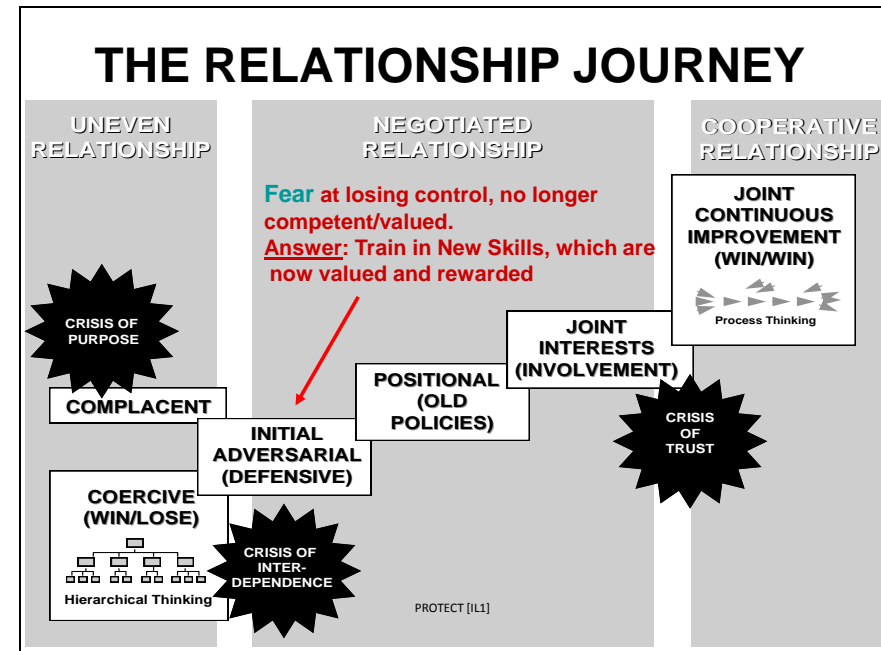 THE RELATIONSHIP JOURNEY
UNEVEN
RELATIONSHIP
NEGOTIATED
RELATIONSHIP
COOPERATIVE
RELATIONSHIP
Fear at losing control, no longer
competent/valued.
Answer: Train in New Skills, which are
now valued and rewarded
JOINT
CONTINUOUS
IMPROVEMENT
(WIN/WIN)
Process Thinking
CRISIS OF
PURPOSE
JOINT
INTERESTS
(INVOLVEMENT)
POSITIONAL
(OLD
POLICIES)
COMPLACENT
INITIAL
ADVERSARIAL
(DEFENSIVE)
CRISIS
OF
TRUST
COERCIVE
(WIN/LOSE)
Hierarchical Thinking
CRISIS OF
INTER-
DEPENDENCE
PROTECT [IL1]